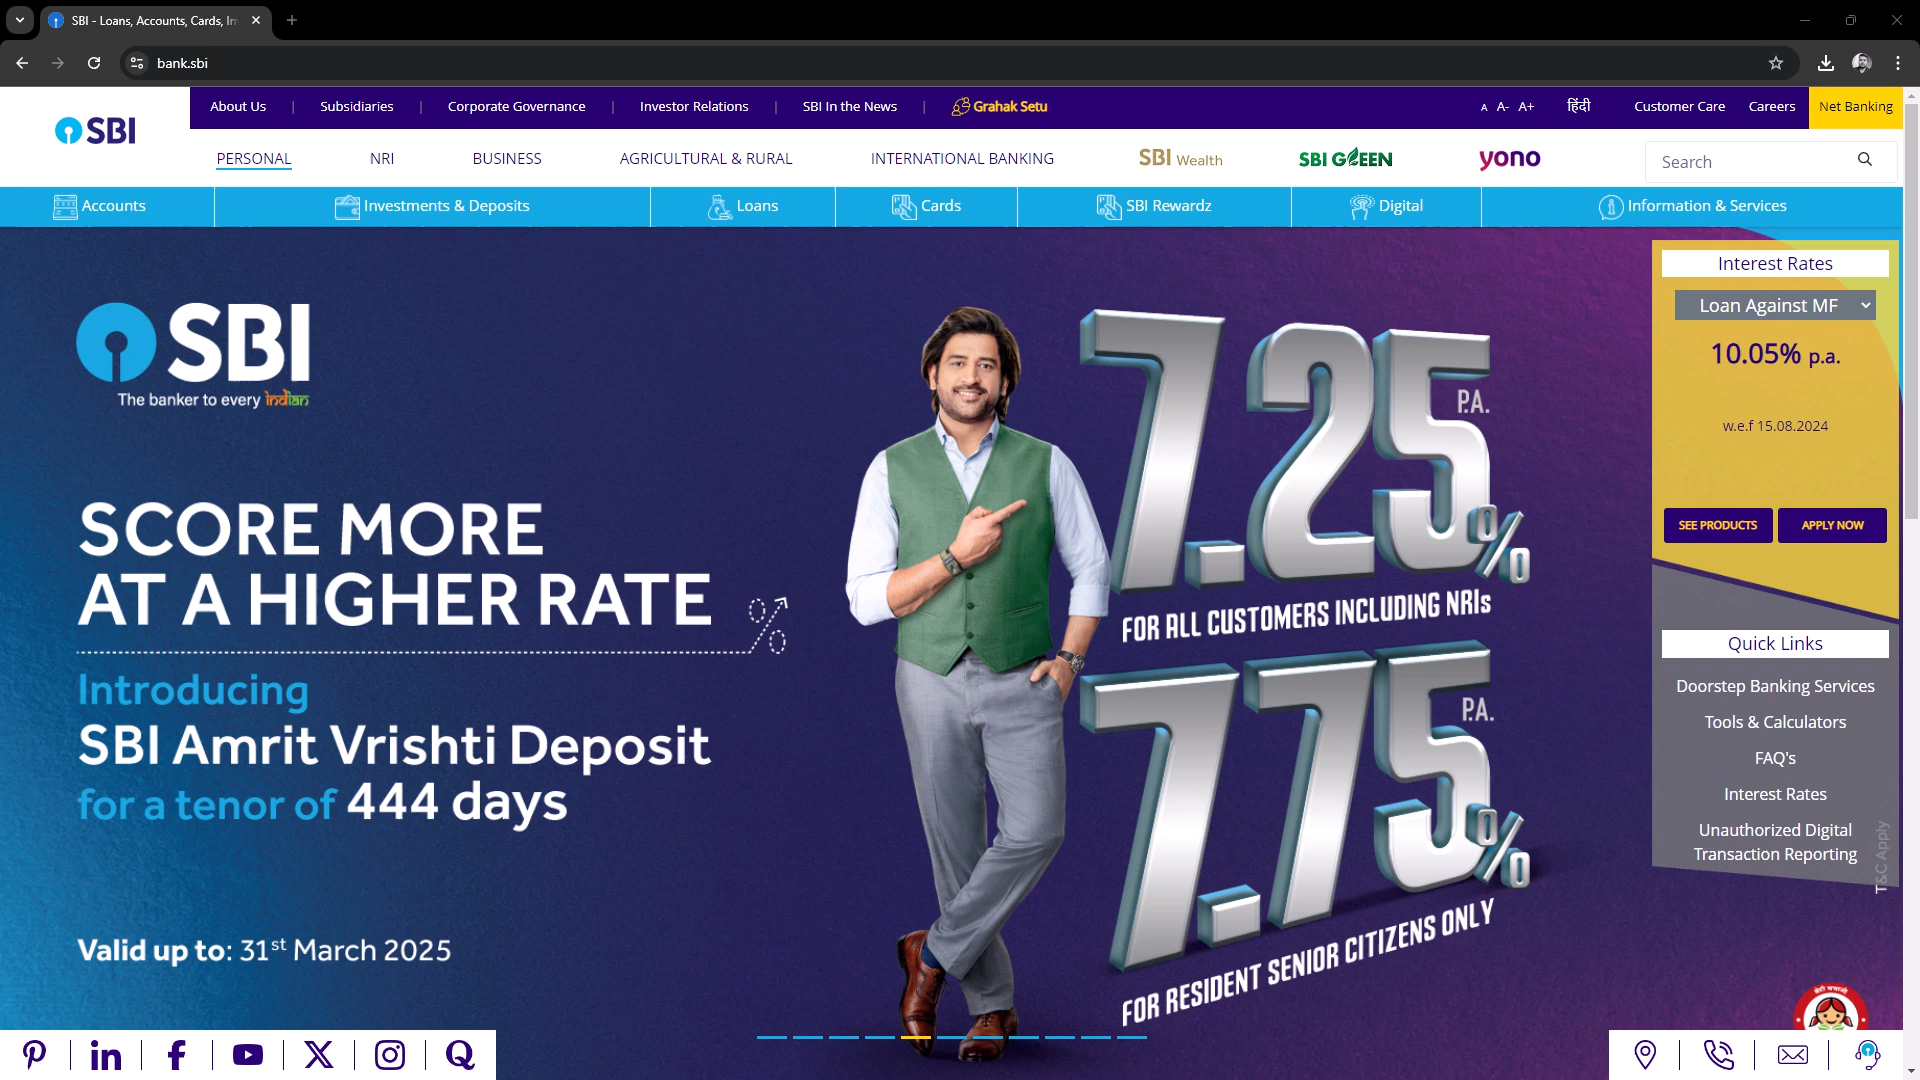 SBI - Loans, Accounts, Cards, In
bank.sbi
SBI
About Us | Subsidiaries | Corporate Governance | Investor Relations | SBI In the News | Grahak Setu
A A- A+ हिंदी Customer Care Careers Net Banking
PERSONAL NRI BUSINESS AGRICULTURAL & RURAL INTERNATIONAL BANKING SBI Wealth SBI GREEN yono Search
Accounts Investments & Deposits Loans Cards SBI Rewardz Digital Information & Services
SBI
The banker to every indian
SCORE MORE
AT A HIGHER RATE %
Introducing
SBI Amrit Vrishti Deposit
for a tenor of 444 days
Valid up to: 31st March 2025
7.25% P.A.
FOR ALL CUSTOMERS INCLUDING NRIs
7.75% P.A.
FOR RESIDENT SENIOR CITIZENS ONLY
Interest Rates
Loan Against MF
10.05% p.a.
w.e.f 15.08.2024
SEE PRODUCTS APPLY NOW
Quick Links
Doorstep Banking Services
Tools & Calculators
FAQ's
Interest Rates
Unauthorized Digital
Transaction Reporting
T&C Apply
बेटी बचाओ